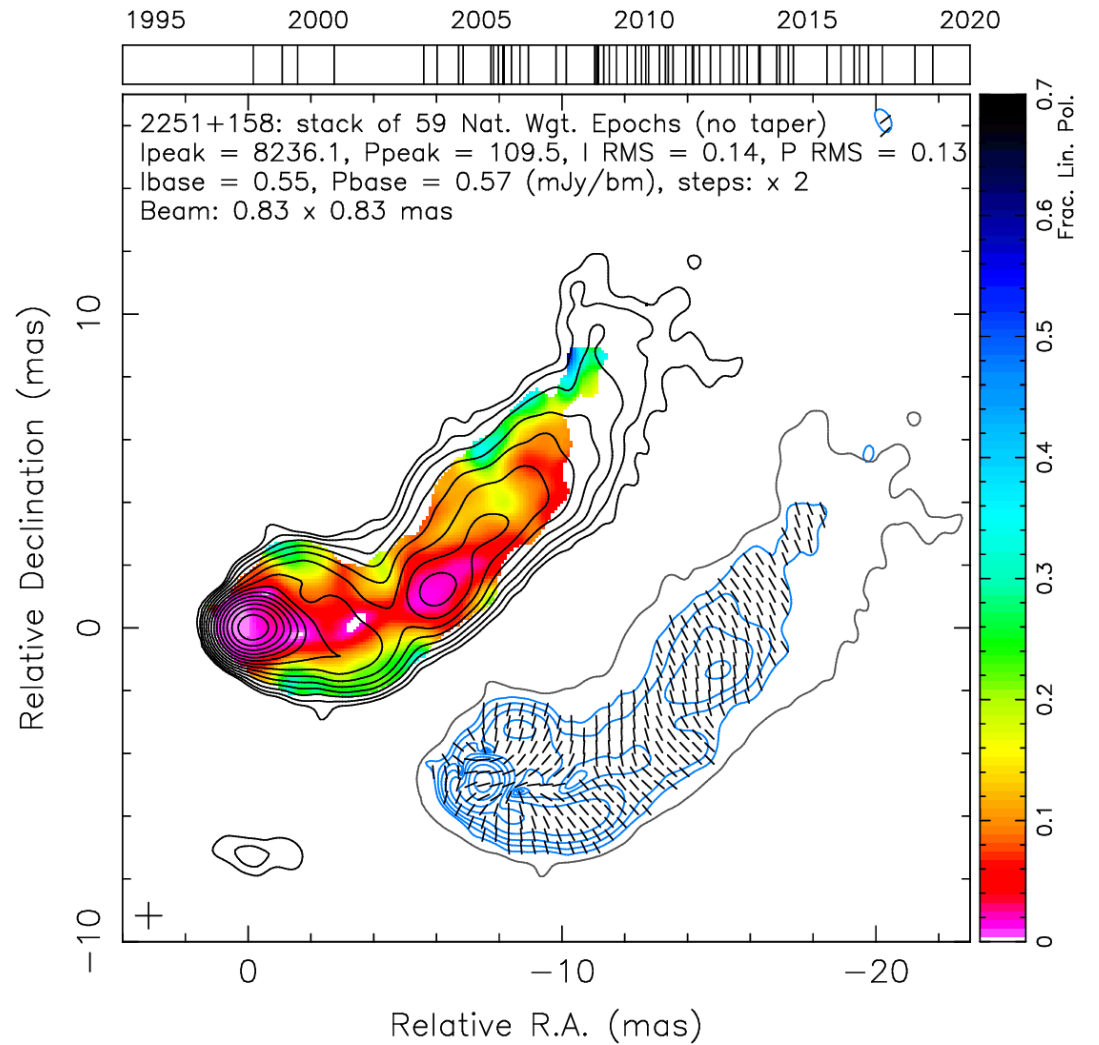 1995 2000 2005 2010 2015 2020
2251+158: stack of 59 Nat. Wgt. Epochs (no taper)
Ipeak = 8236.1, Ppeak = 109.5, I RMS = 0.14, P RMS = 0.13
Ibase = 0.55, Pbase = 0.57 (mJy/bm), steps: x 2
Beam: 0.83 x 0.83 mas
Relative Declination (mas)
10
0
−10
0 −10 −20
Relative R.A. (mas)
0.7
0.6
0.5
0.4
0.3
0.2
0.1
0
Frac. Lin. Pol.